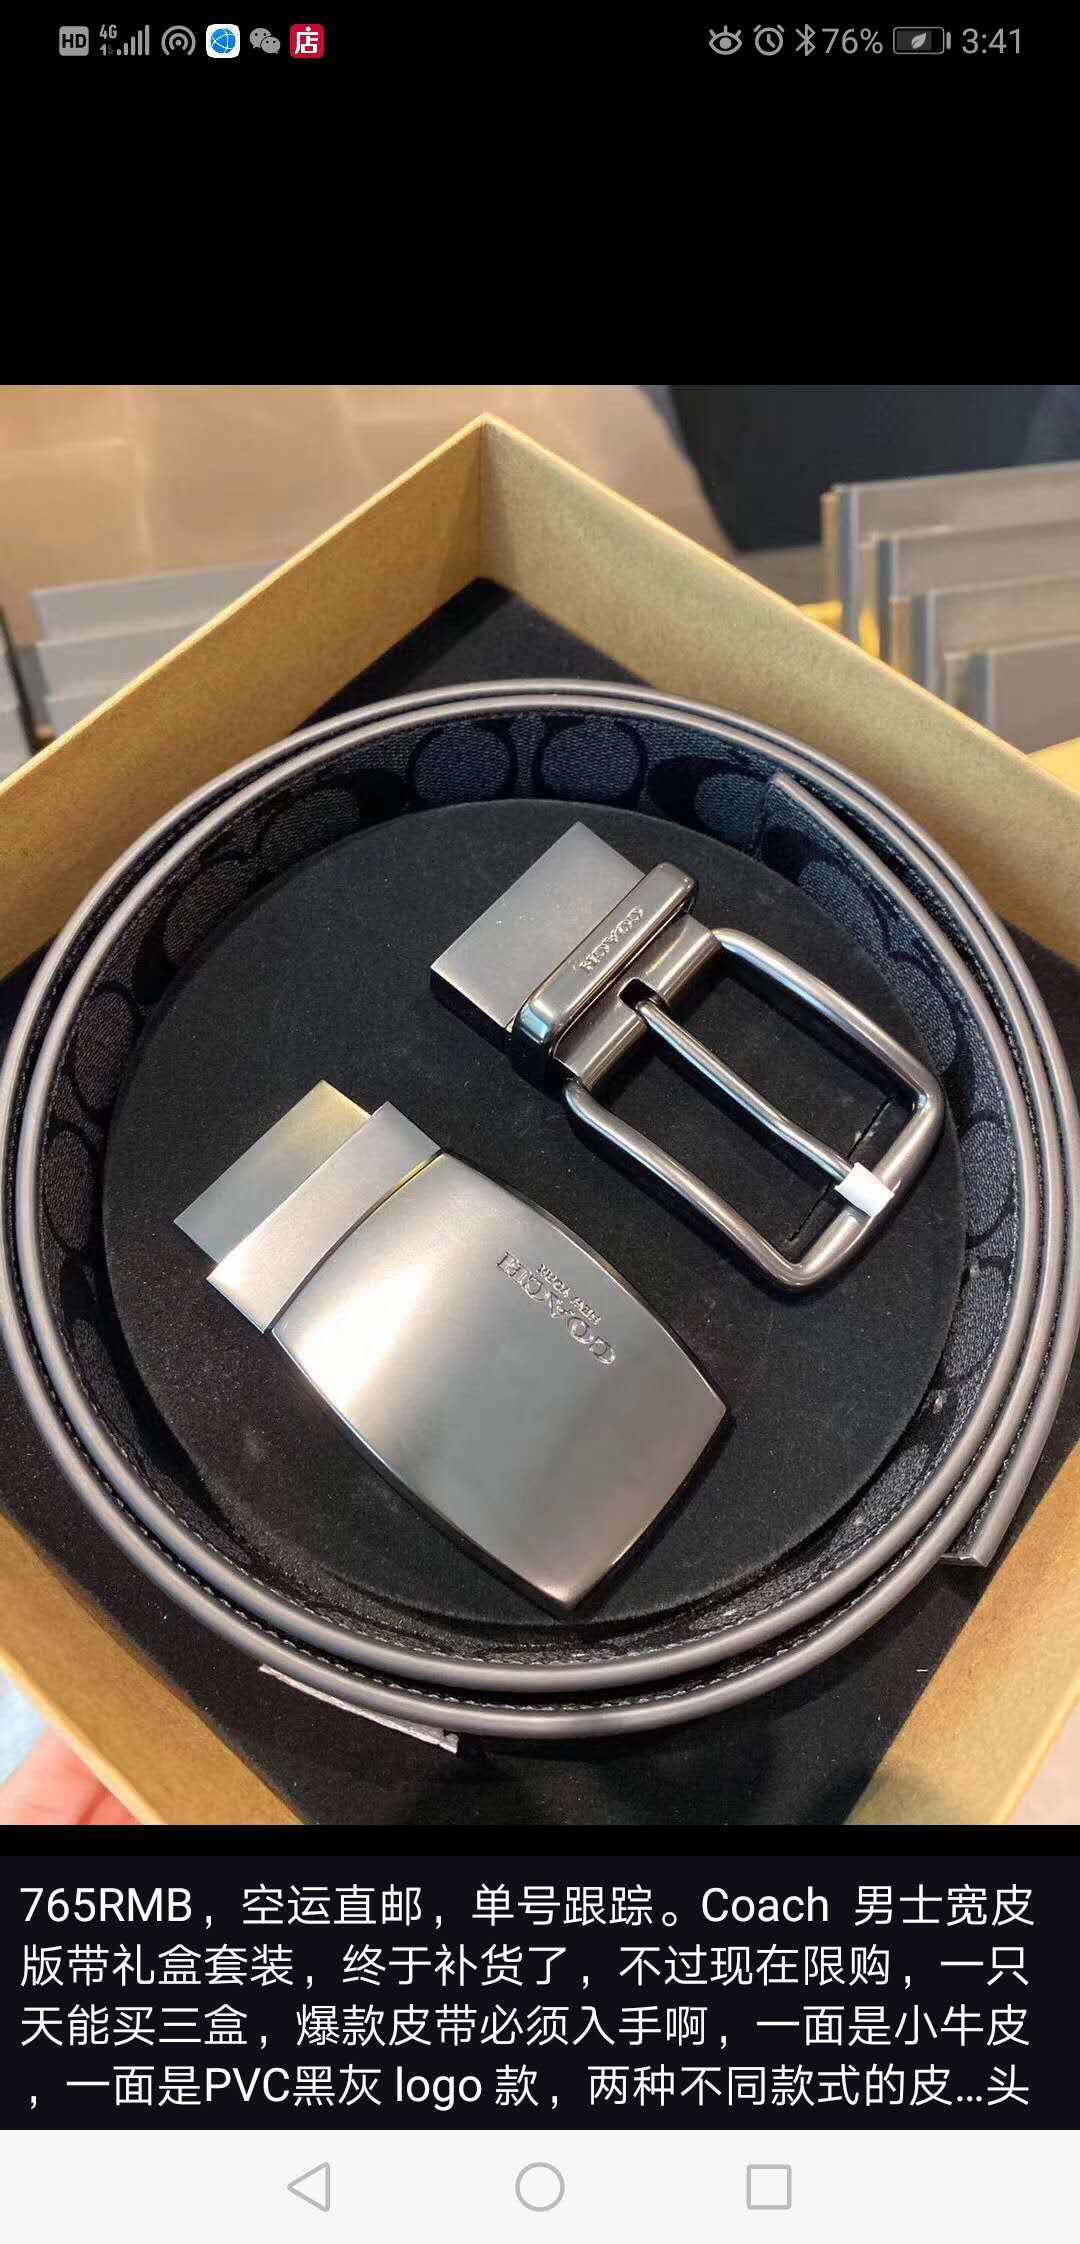 HD 4G 1 店 76% 3:41
COACH
COACH
NEW YORK
765RMB，空运直邮，单号跟踪。Coach 男士宽皮
版带礼盒套装，终于补货了，不过现在限购，一只
天能买三盒，爆款皮带必须入手啊，一面是小牛皮
，一面是PVC黑灰 logo 款，两种不同款式的皮...头